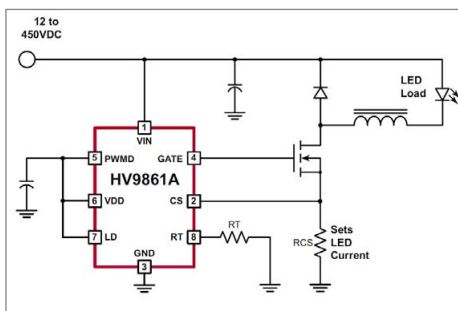 12 to
450VDC
LED
Load
1
VIN
5 PWMD
GATE 4
HV9861A
6 VDD
CS 2
7 LD
RT 8
RT
GND
3
RCS
Sets
LED
Current